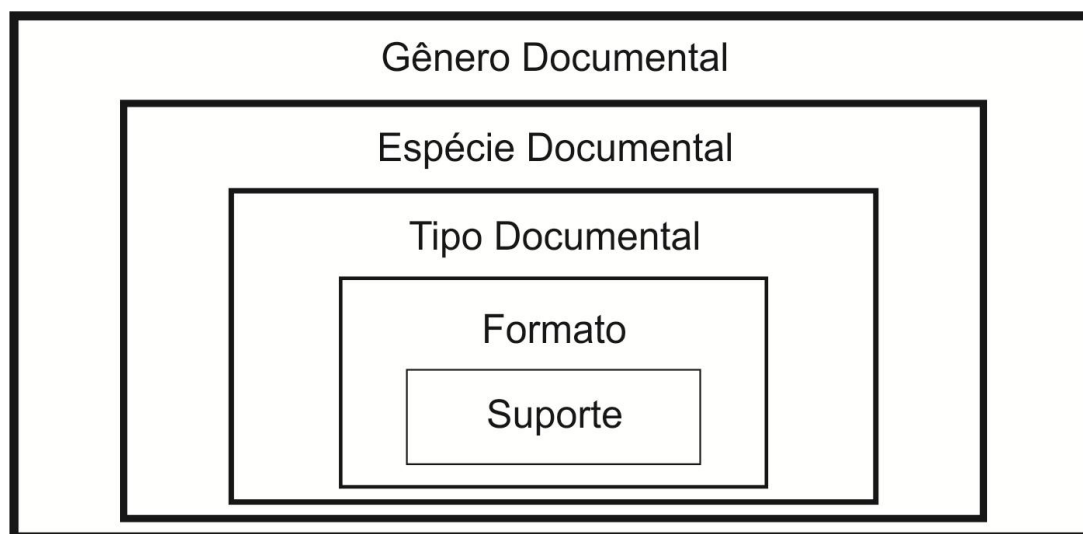 Gênero Documental
Espécie Documental
Tipo Documental
Formato
Suporte